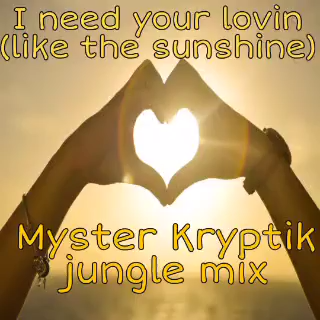 I need your lovin
(like the sunshine)
Myster Kryptik
jungle mix